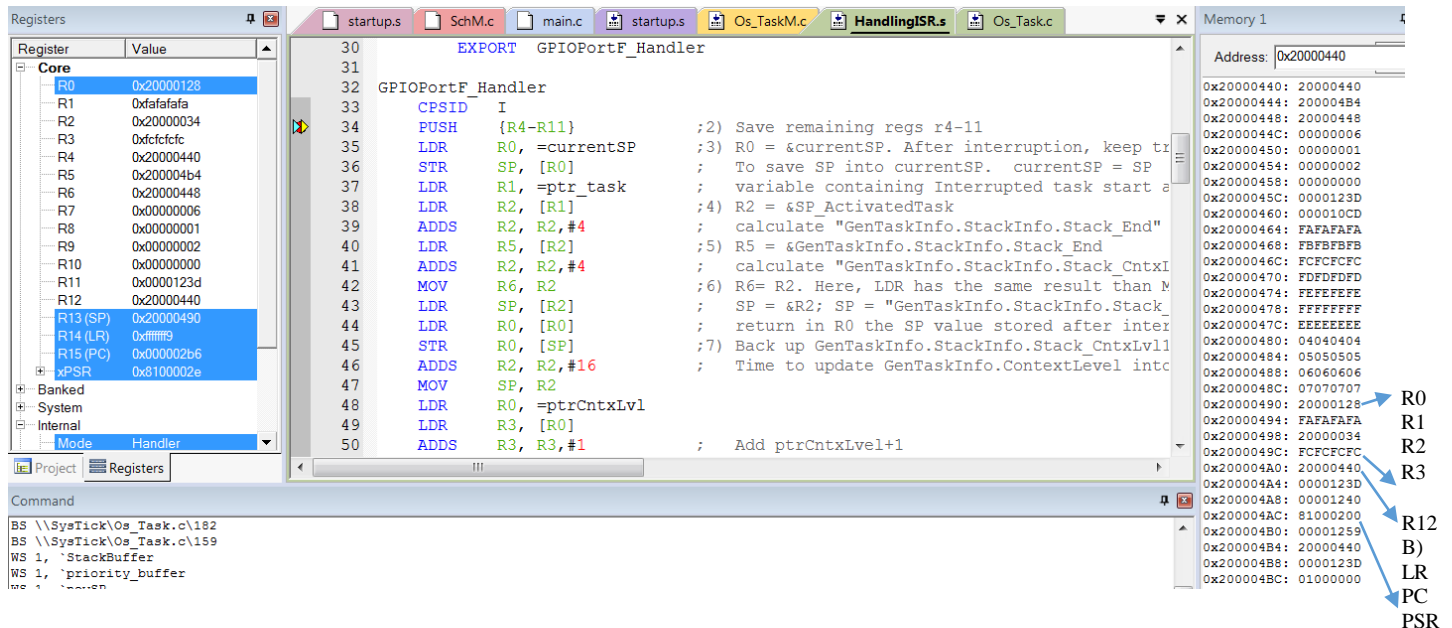 Registers
Register Value
Core
R0 0x20000128
R1 0xfafafafa
R2 0x20000034
R3 0xfcfcfcfc
R4 0x20000440
R5 0x200004b4
R6 0x20000448
R7 0x00000006
R8 0x00000001
R9 0x00000002
R10 0x00000000
R11 0x0000123d
R12 0x20000440
R13 (SP) 0x20000490
R14 (LR) 0xfffffff9
R15 (PC) 0x000002b6
xPSR 0x8100002e
Banked
System
Internal
Mode Handler
Project Registers
startup.s SchM.c main.c startup.s Os_TaskM.c HandlingISR.s Os_Task.c
30 EXPORT GPIOPortF_Handler
31
32 GPIOPortF_Handler
33 CPSID I
34 PUSH {R4-R11} ;2) Save remaining regs r4-11
35 LDR R0, =currentSP ;3) R0 = &currentSP. After interruption, keep tr
36 STR SP, [R0] ; To save SP into currentSP. currentSP = SP
37 LDR R1, =ptr_task ; variable containing Interrupted task start a
38 LDR R2, [R1] ;4) R2 = &SP_ActivatedTask
39 ADDS R2, R2,#4 ; calculate "GenTaskInfo.StackInfo.Stack_End"
40 LDR R5, [R2] ;5) R5 = &GenTaskInfo.StackInfo.Stack_End
41 ADDS R2, R2,#4 ; calculate "GenTaskInfo.StackInfo.Stack_CntxL
42 MOV R6, R2 ;6) R6= R2. Here, LDR has the same result than M
43 LDR SP, [R2] ; SP = &R2; SP = "GenTaskInfo.StackInfo.Stack_
44 LDR R0, [R0] ; return in R0 the SP value stored after inter
45 STR R0, [SP] ;7) Back up GenTaskInfo.StackInfo.Stack_CntxLvl1
46 ADDS R2, R2,#16 ; Time to update GenTaskInfo.ContextLevel into
47 MOV SP, R2
48 LDR R0, =ptrCntxLvl
49 LDR R3, [R0]
50 ADDS R3, R3,#1 ; Add ptrCntxLvel+1
Command
BS \\SysTick\Os_Task.c\182
BS \\SysTick\Os_Task.c\159
WS 1, `StackBuffer
WS 1, `priority_buffer
Memory 1
Address: 0x20000440
0x20000440: 20000440
0x20000444: 200004B4
0x20000448: 20000448
0x2000044C: 00000006
0x20000450: 00000001
0x20000454: 00000002
0x20000458: 00000000
0x2000045C: 0000123D
0x20000460: 000010CD
0x20000464: FAFAFAFA
0x20000468: FBFBFBFB
0x2000046C: FCFCFCFC
0x20000470: FDFDFDFD
0x20000474: FEFEFEFE
0x20000478: FFFFFFFF
0x2000047C: EEEEEEEE
0x20000480: 04040404
0x20000484: 05050505
0x20000488: 06060606
0x2000048C: 07070707
0x20000490: 20000128
0x20000494: FAFAFAFA
0x20000498: 20000034
0x2000049C: FCFCFCFC
0x200004A0: 20000440
0x200004A4: 0000123D
0x200004A8: 00001240
0x200004AC: 81000200
0x200004B0: 00001259
0x200004B4: 20000440
0x200004B8: 0000123D
0x200004BC: 01000000
R0
R1
R2
R3
R12
B)
LR
PC
PSR